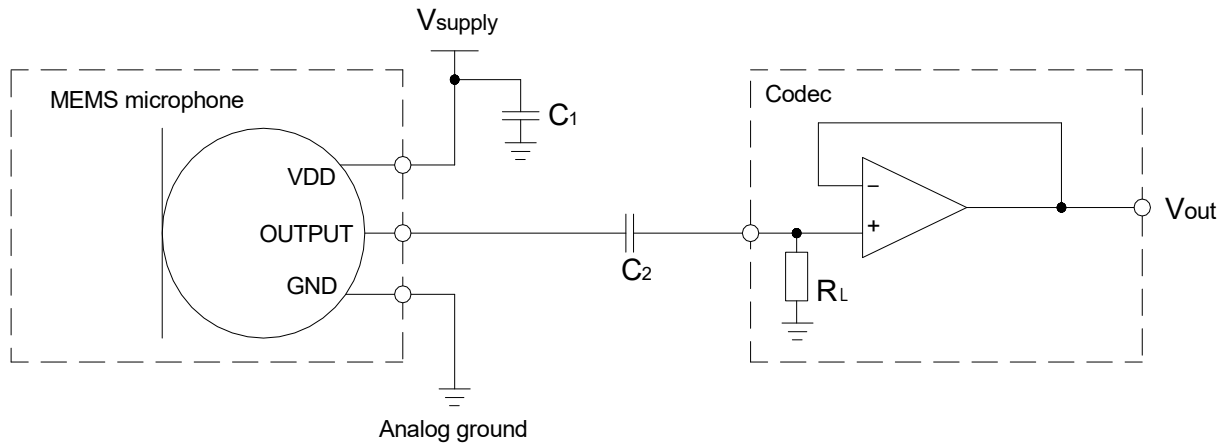 Vsupply
MEMS microphone
C1
Codec
VDD
OUTPUT
GND
C2
RL
−
+
Vout
Analog ground